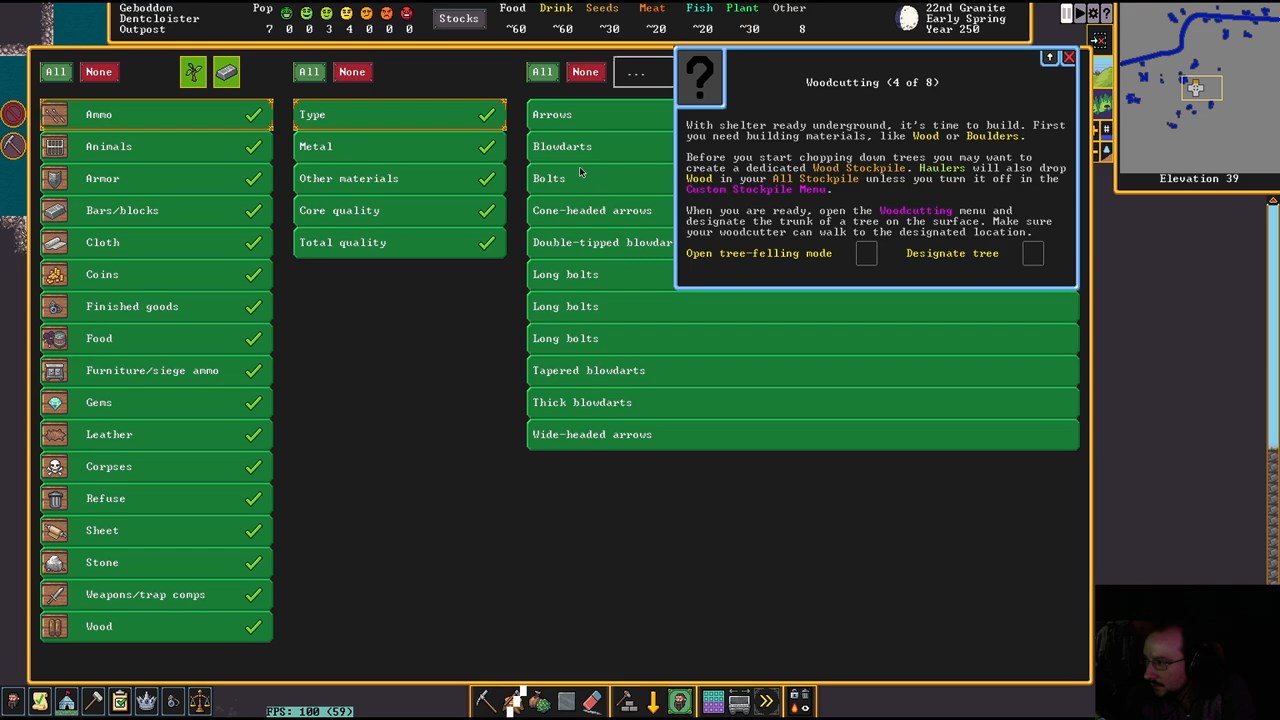 Geboddom
Dentcloister
Outpost
Pop
7 0 0 3 4 0 0 0
Stocks
Food Drink Seeds Meat Fish Plant Other
~60 ~60 ~30 ~20 ~20 ~30 8
22nd Granite
Early Spring
Year 250
Elevation 39
All None
Ammo
Animals
Armor
Bars/blocks
Cloth
Coins
Finished goods
Food
Furniture/siege ammo
Gems
Leather
Corpses
Refuse
Sheet
Stone
Weapons/trap comps
Wood
All None
Type
Metal
Other materials
Core quality
Total quality
All None ...
Arrows
Blowdarts
Bolts
Cone-headed arrows
Double-tipped blowdar
Long bolts
Long bolts
Long bolts
Tapered blowdarts
Thick blowdarts
Wide-headed arrows
Woodcutting (4 of 8)
With shelter ready underground, it's time to build. First
you need building materials, like Wood or Boulders.
Before you start chopping down trees you may want to
create a dedicated Wood Stockpile. Haulers will also drop
Wood in your All Stockpile unless you turn it off in the
Custom Stockpile Menu.
When you are ready, open the Woodcutting menu and
designate the trunk of a tree on the surface. Make sure
your woodcutter can walk to the designated location.
Open tree-felling mode Designate tree
FPS: 100 (59)